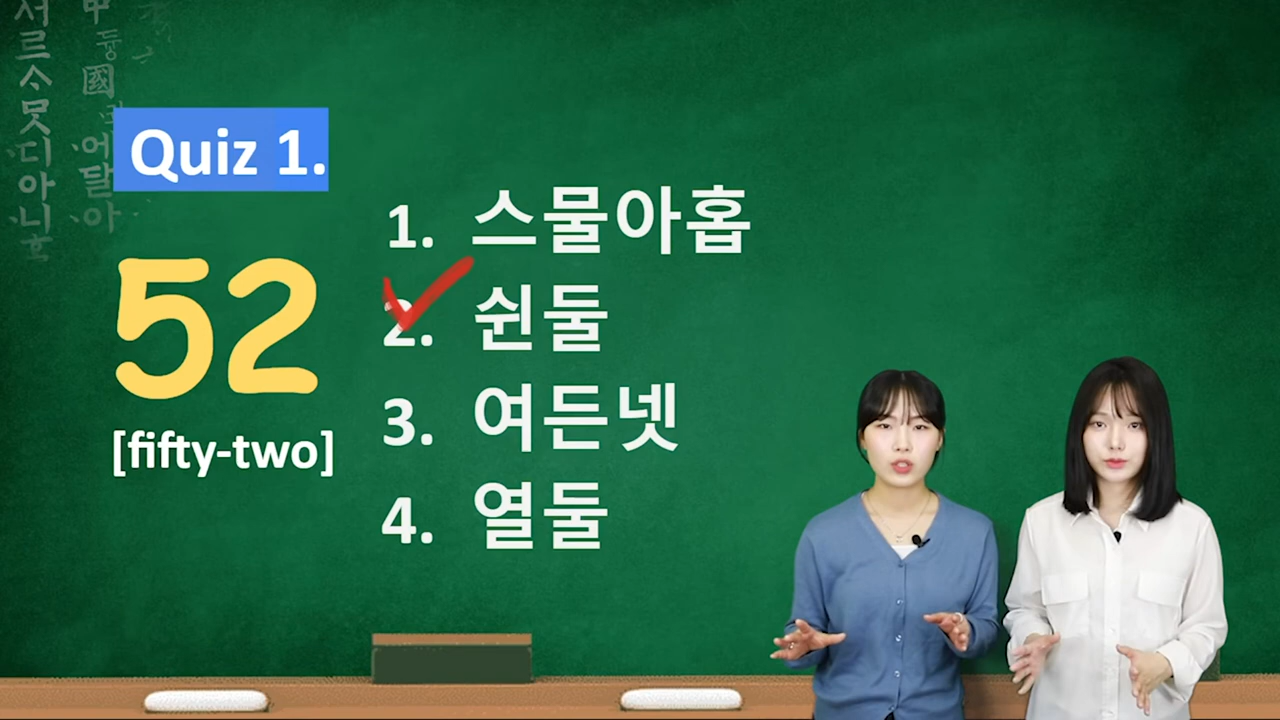 Quiz 1.
52
[fifty-two]
1. 스물아홉
2. 쉰둘
3. 여든넷
4. 열둘